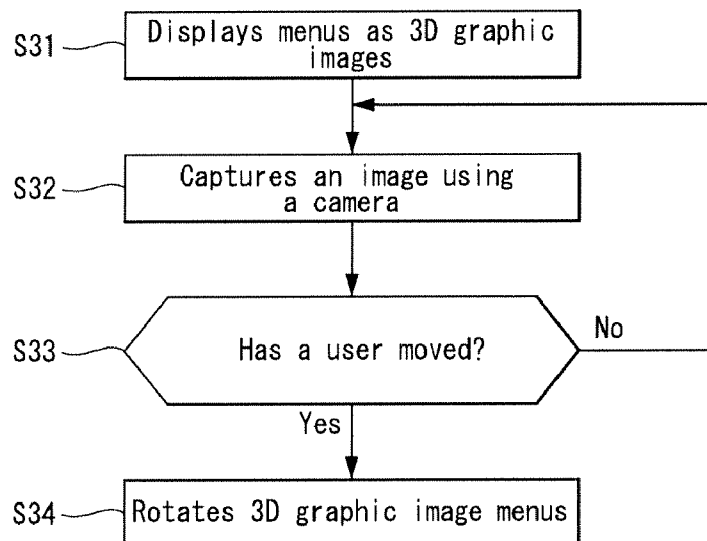 S31
Displays menus as 3D graphic
images
S32
Captures an image using
a camera
S33
Has a user moved?
No
Yes
S34
Rotates 3D graphic image menus